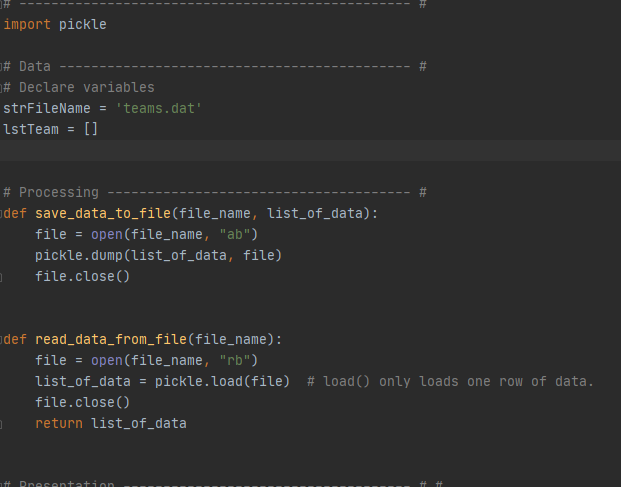 # ------------------------------------------------- #
import pickle
# Data -------------------------------------------- #
# Declare variables
strFileName = 'teams.dat'
lstTeam = []
# Processing -------------------------------------- #
def save_data_to_file(file_name, list_of_data):
file = open(file_name, "ab")
pickle.dump(list_of_data, file)
file.close()
def read_data_from_file(file_name):
file = open(file_name, "rb")
list_of_data = pickle.load(file)  # load() only loads one row of data.
file.close()
return list_of_data
# Presentation ------------------------------------ # #